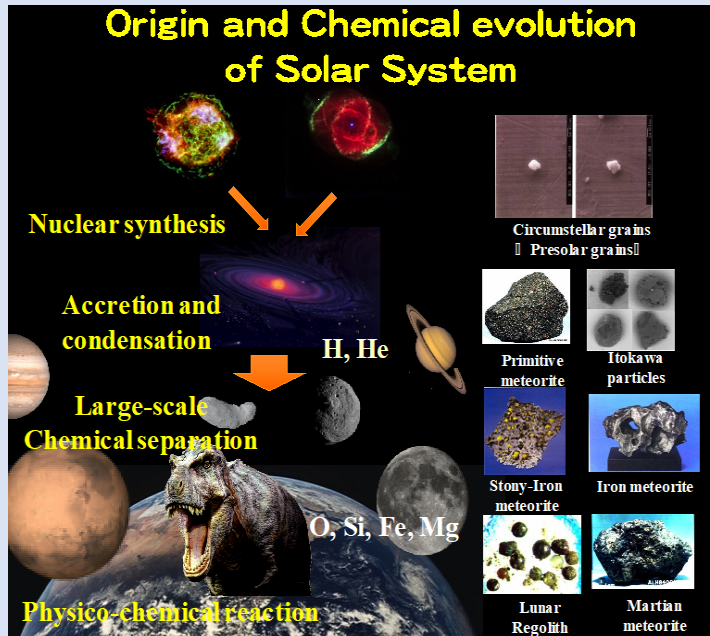 Origin and Chemical evolution
of Solar System
Nuclear synthesis
Accretion and
condensation
H, He
Large-scale
Chemical separation
O, Si, Fe, Mg
Physico-chemical reaction
Circumstellar grains
Presolar grains
Primitive
meteorite
Itokawa
particles
Stony-Iron
meteorite
Iron meteorite
Lunar
Regolith
Martian
meteorite